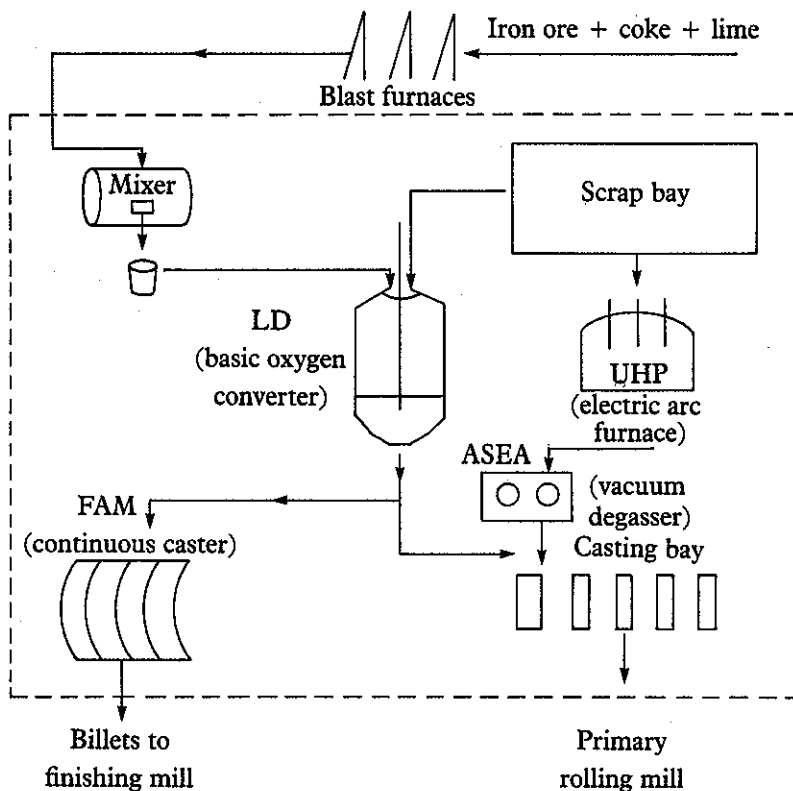 Iron ore + coke + lime
Blast furnaces
Mixer
Scrap bay
LD
(basic oxygen
converter)
UHP
(electric arc
furnace)
ASEA
(vacuum
degasser)
FAM
(continuous caster)
Casting bay
Billets to
finishing mill
Primary
rolling mill